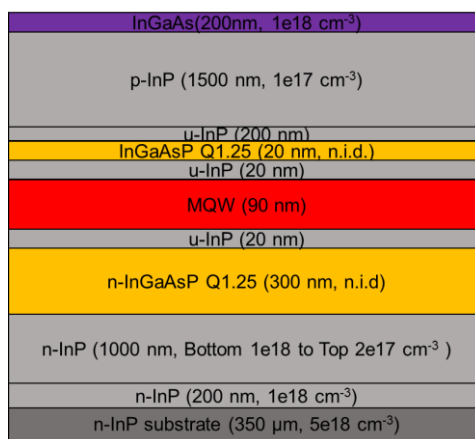 InGaAs(200nm, 1e18 cm⁻³)
p-InP (1500 nm, 1e17 cm⁻³)
u-InP (200 nm)
InGaAsP Q1.25 (20 nm, n.i.d.)
u-InP (20 nm)
MQW (90 nm)
u-InP (20 nm)
n-InGaAsP Q1.25 (300 nm, n.i.d)
n-InP (1000 nm, Bottom 1e18 to Top 2e17 cm⁻³ )
n-InP (200 nm, 1e18 cm⁻³)
n-InP substrate (350 µm, 5e18 cm⁻³)